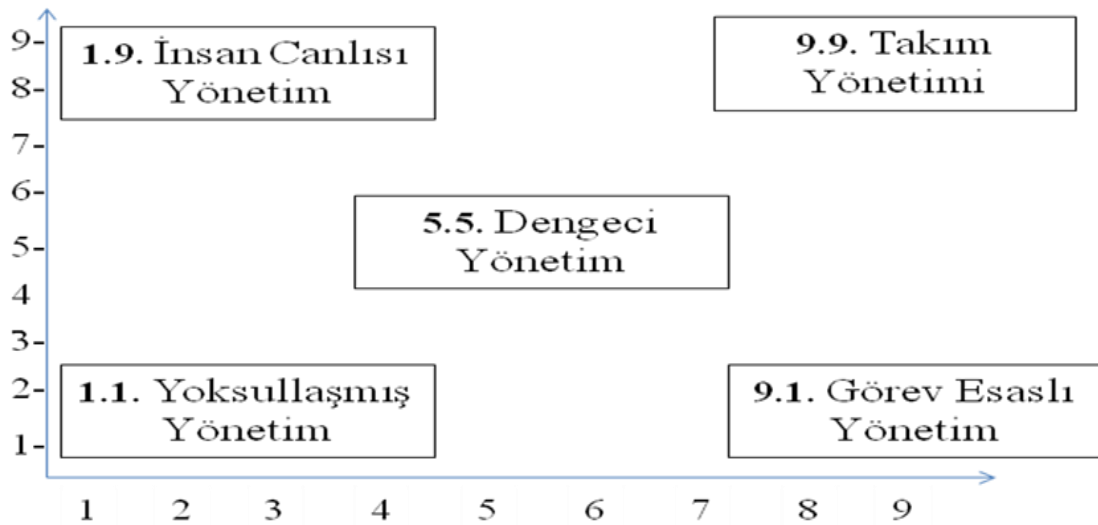 9-
1.9. İnsan Canlısı
Yönetim
9.9. Takım
Yönetimi
8-
7-
6-
5.5. Dengeci
Yönetim
5-
4
3-
1.1. Yoksullaşmış
Yönetim
9.1. Görev Esaslı
Yönetim
2-
1-
1 2 3 4 5 6 7 8 9